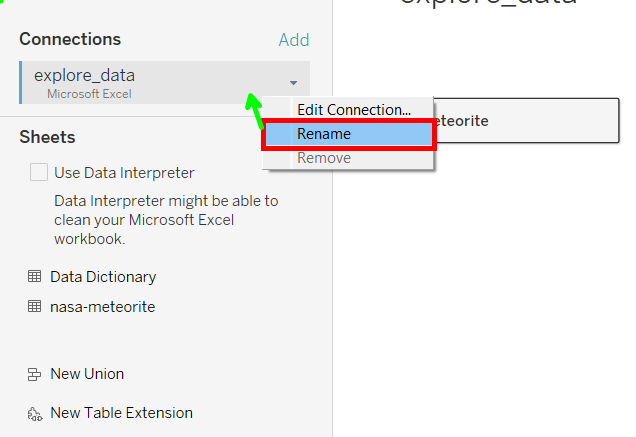 explore_data
Connections
Add
explore_data
Microsoft Excel
Edit Connection...
Rename
Remove
eteorite
Sheets
Use Data Interpreter
Data Interpreter might be able to
clean your Microsoft Excel
workbook.
Data Dictionary
nasa-meteorite
New Union
New Table Extension